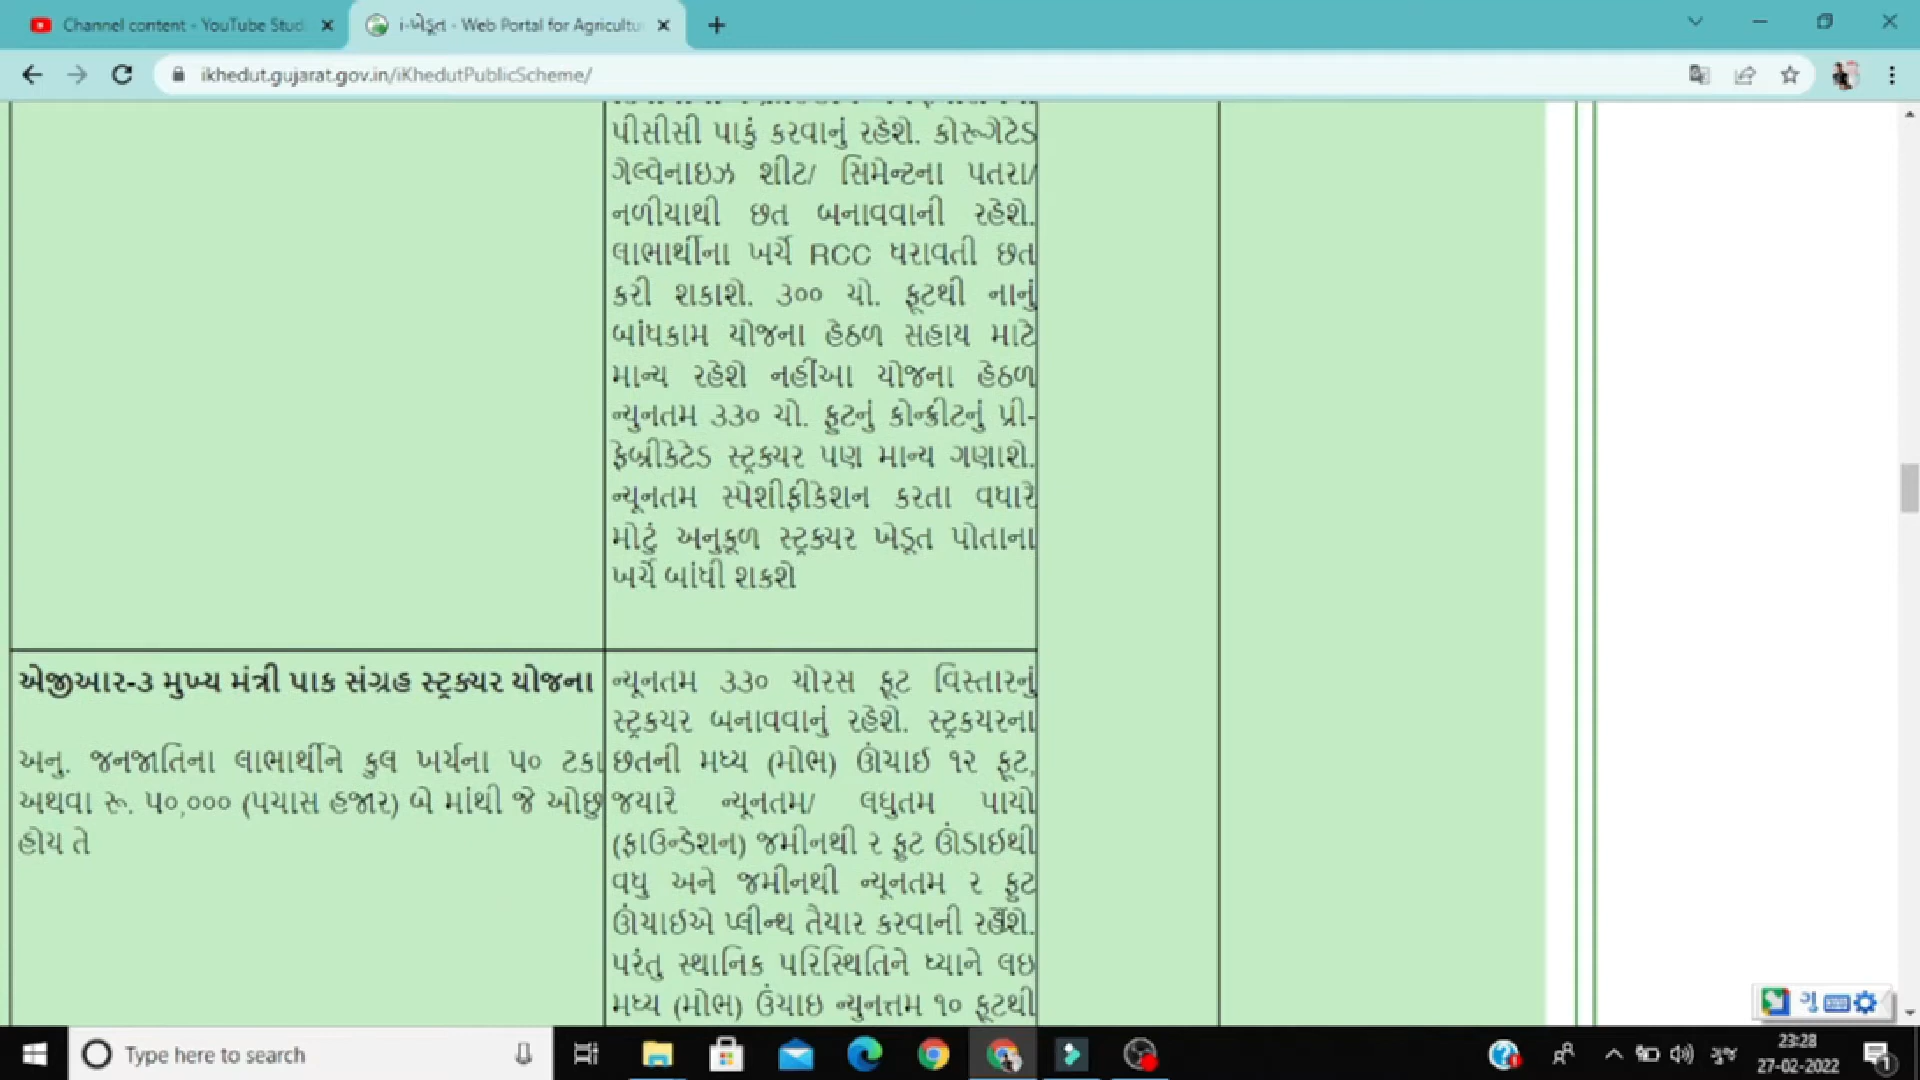 Channel content - YouTube Stud
i-ખેડૂત - Web Portal for Agricultu
ikhedut.gujarat.gov.in/iKhedutPublicScheme/
પીસીસી પાકું કરવાનું રહેશે. કોરૂગેટેડ
ગેલ્વેનાઇઝ શીટ/ સિમેન્ટના પતરા/
નળીયાથી છત બનાવવાની રહેશે.
લાભાર્થીના ખર્ચે RCC ધરાવતી છત
કરી શકાશે. ૩૦૦ ચો. ફૂટથી નાનું
બાંધકામ યોજના હેઠળ સહાય માટે
માન્ય રહેશે નહીંઆ યોજના હેઠળ
ન્યુનતમ ૩૩૦ ચો. ફુટનું કોન્ક્રીટનું પ્રી-
ફેબ્રીકેટેડ સ્ટ્રક્ચર પણ માન્ય ગણાશે.
ન્યૂનતમ સ્પેશીફીકેશન કરતા વધારે
મોટું અનુકૂળ સ્ટ્રક્ચર ખેડૂત પોતાના
ખર્ચે બાંધી શકશે
એજીઆર-૩ મુખ્ય મંત્રી પાક સંગ્રહ સ્ટ્રક્ચર યોજના
અનુ. જનજાતિના લાભાર્થીને કુલ ખર્ચના ૫૦ ટકા
અથવા રૂ. ૫૦,૦૦૦ (પચાસ હજાર) બે માંથી જે ઓછુ
હોય તે
ન્યૂનતમ ૩૩૦ ચોરસ ફૂટ વિસ્તારનું
સ્ટ્રકચર બનાવવાનું રહેશે. સ્ટ્રકચરના
છતની મધ્ય (મોભ) ઊંચાઈ ૧૨ ફૂટ,
જયારે ન્યૂનતમ/ લઘુતમ પાયો
(ફાઉન્ડેશન) જમીનથી ૨ ફુટ ઊંડાઈથી
વધુ અને જમીનથી ન્યૂનતમ ૨ ફુટ
ઊંચાઈએ પ્લીન્થ તૈયાર કરવાની રહેશે.
પરંતુ સ્થાનિક પરિસ્થિતિને ધ્યાને લઇ
મધ્ય (મોભ) ઉંચાઇ ન્યુનત્તમ ૧૦ ફૂટથી
ગુ
Type here to search
ગુજ
23:28
27-02-2022
1